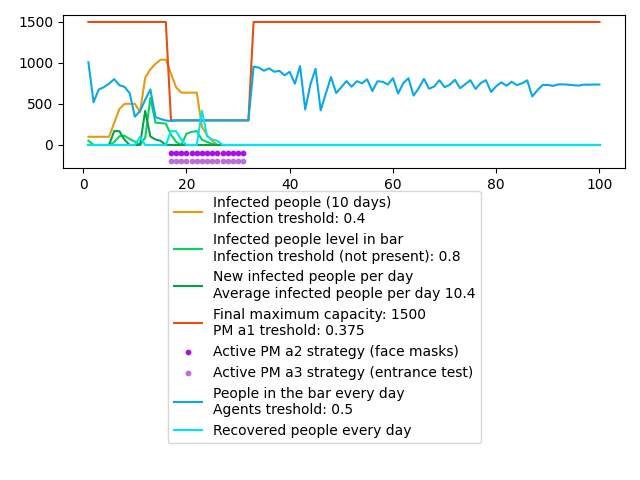 1500
1000
500
0
0
20
40
60
80
100
Infected people (10 days)
Infection treshold: 0.4
Infected people level in bar
Infection treshold (not present): 0.8
New infected people per day
Average infected people per day 10.4
Final maximum capacity: 1500
PM a1 treshold: 0.375
Active PM a2 strategy (face masks)
Active PM a3 strategy (entrance test)
People in the bar every day
Agents treshold: 0.5
Recovered people every day